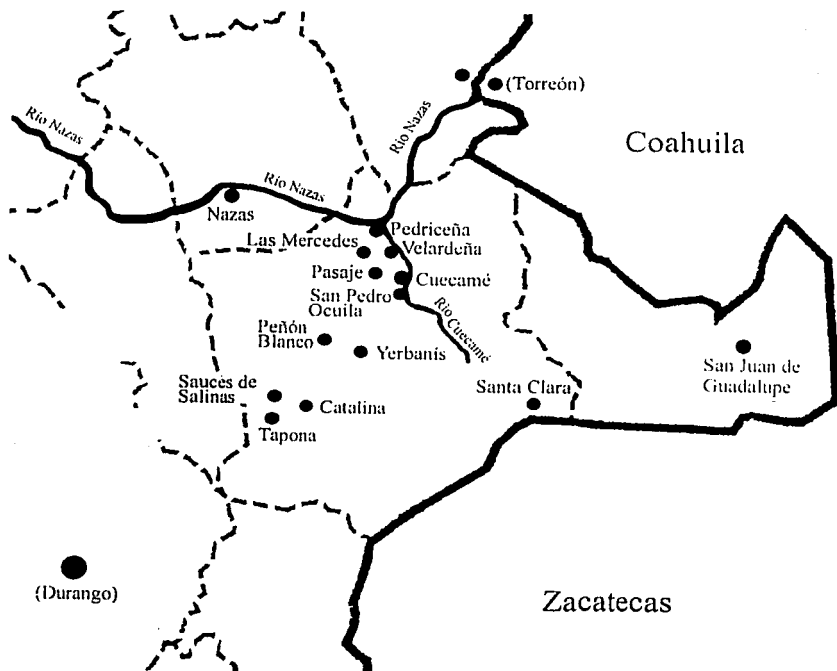 (Torreón)
Río Nazas
Río Nazas
Coahuila
Río Nazas
Nazas
Pedriceña
Las Mercedes
Velardeña
Pasaje
Cuecamé
San Pedro
Ocuila
Río Cuecamé
Peñón
Blanco
Yerbanís
San Juan de
Guadalupe
Sauces de
Salinas
Santa Clara
Catalina
Tapona
(Durango)
Zacatecas